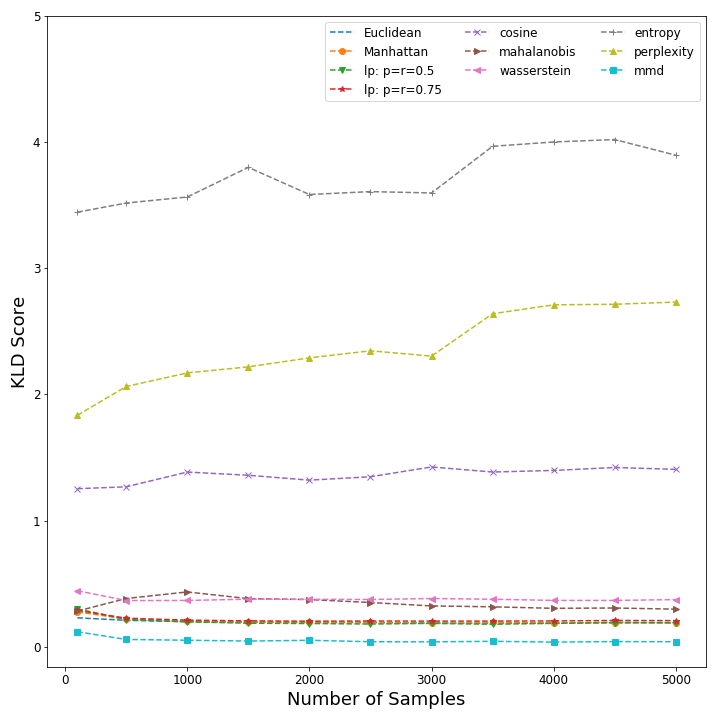 5
4
3
2
1
0
KLD Score
0 1000 2000 3000 4000 5000
Number of Samples
Euclidean
Manhattan
lp: p=r=0.5
lp: p=r=0.75
cosine
mahalanobis
wasserstein
entropy
perplexity
mmd